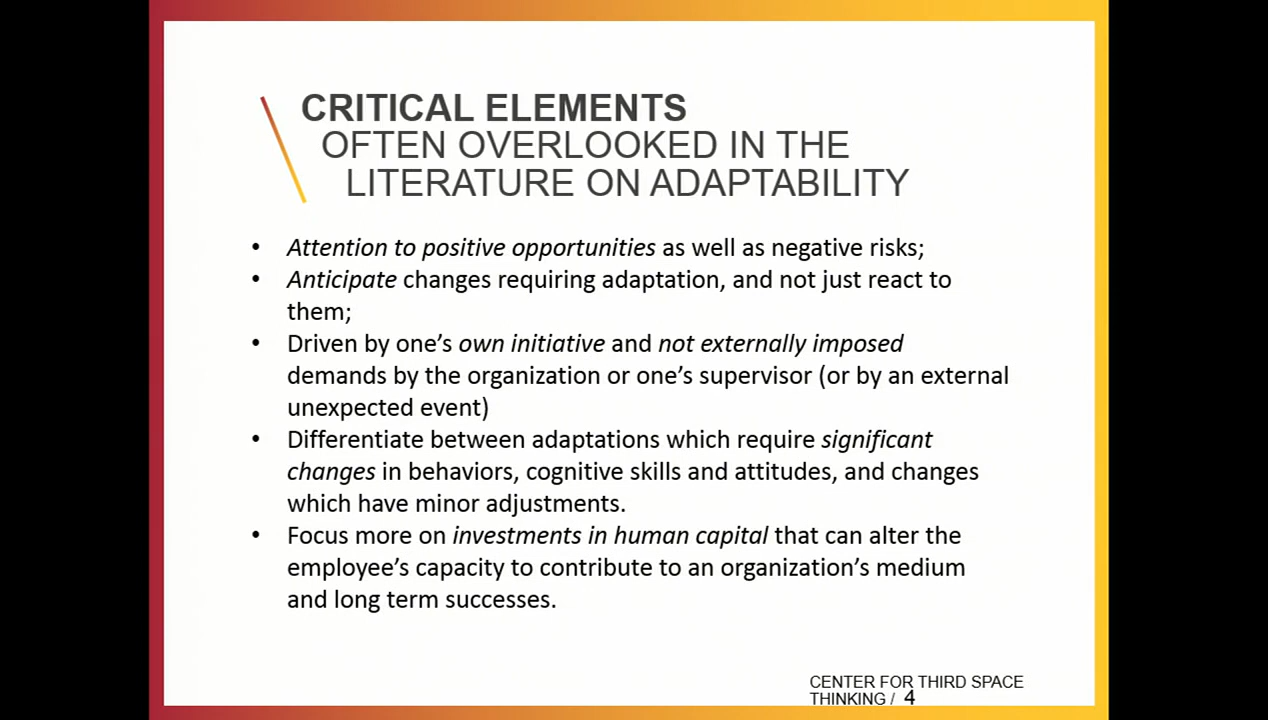 CRITICAL ELEMENTS
OFTEN OVERLOOKED IN THE
LITERATURE ON ADAPTABILITY
• Attention to positive opportunities as well as negative risks;
• Anticipate changes requiring adaptation, and not just react to
them;
• Driven by one’s own initiative and not externally imposed
demands by the organization or one’s supervisor (or by an external
unexpected event)
• Differentiate between adaptations which require significant
changes in behaviors, cognitive skills and attitudes, and changes
which have minor adjustments.
• Focus more on investments in human capital that can alter the
employee’s capacity to contribute to an organization’s medium
and long term successes.
CENTER FOR THIRD SPACE
THINKING / 4